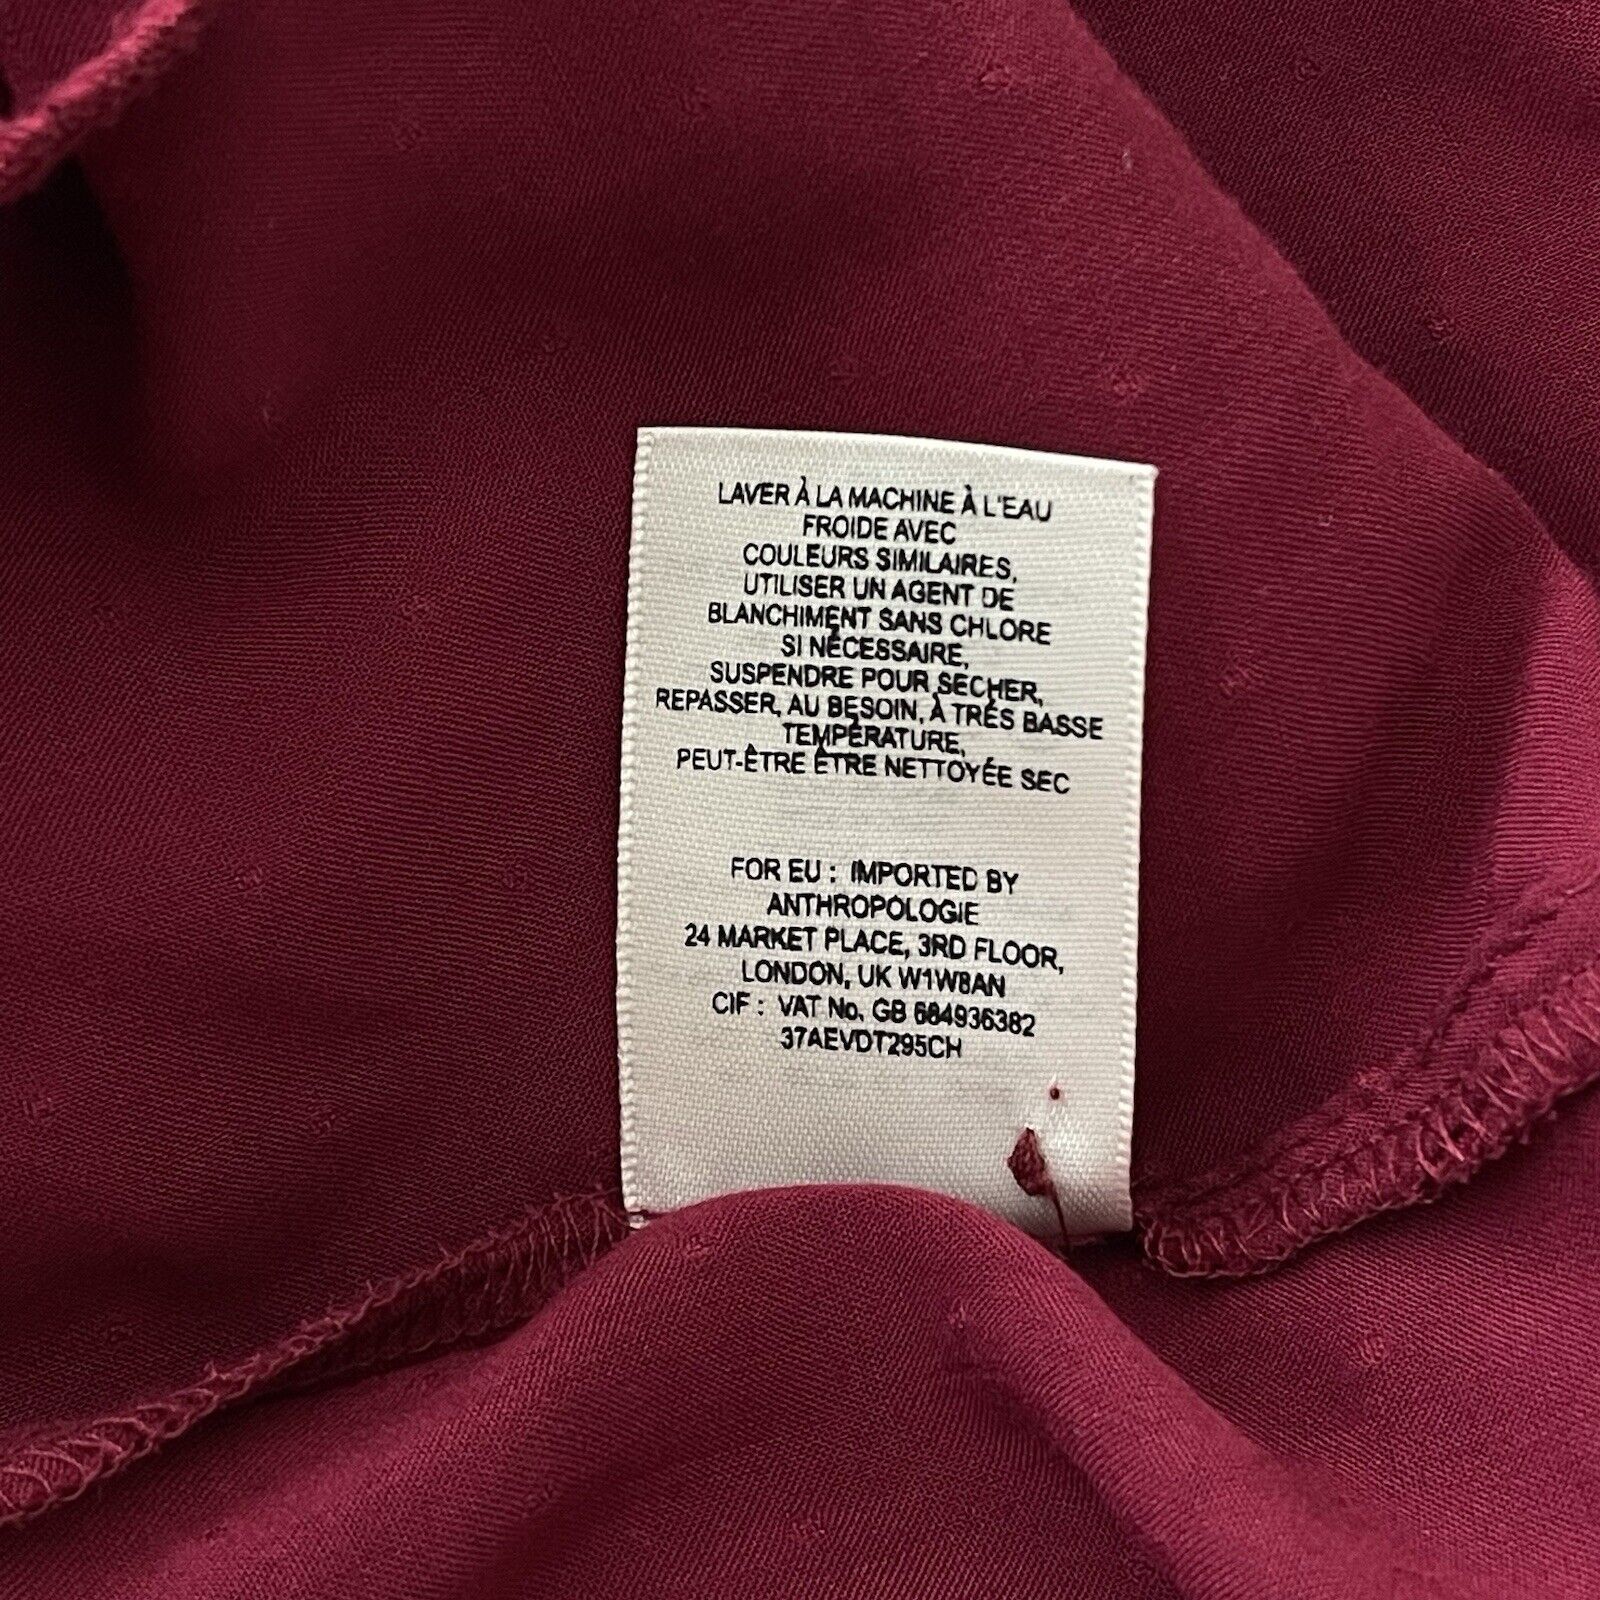 LAVER À LA MACHINE À L'EAU
FROIDE AVEC
COULEURS SIMILAIRES,
UTILISER UN AGENT DE
BLANCHIMENT SANS CHLORE
SI NÉCESSAIRE,
SUSPENDRE POUR SÉCHER,
REPASSER, AU BESOIN, À TRÈS BASSE
TEMPÉRATURE,
PEUT-ÊTRE ÊTRE NETTOYÉE SEC
FOR EU : IMPORTED BY
ANTHROPOLOGIE
24 MARKET PLACE, 3RD FLOOR,
LONDON, UK W1W8AN
CIF : VAT No. GB 684936382
37AEVDT295CH